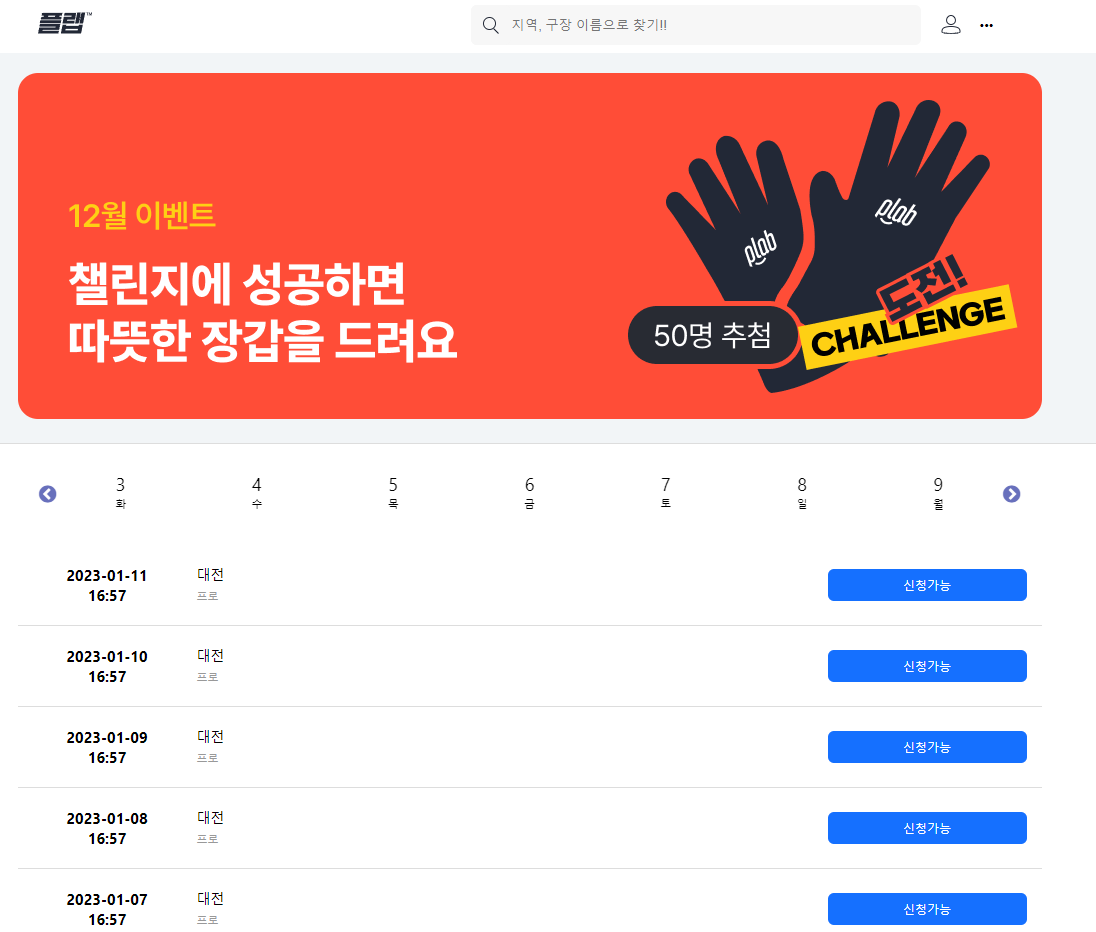 플랩™
지역, 구장 이름으로 찾기!!
12월 이벤트
챌린지에 성공하면
따뜻한 장갑을 드려요
plab
plab
도전!
CHALLENGE
50명 추첨
3 4 5 6 7 8 9
화 수 목 금 토 일 월
2023-01-11 대전
16:57 프로
신청가능
2023-01-10 대전
16:57 프로
신청가능
2023-01-09 대전
16:57 프로
신청가능
2023-01-08 대전
16:57 프로
신청가능
2023-01-07 대전
16:57 프로
신청가능